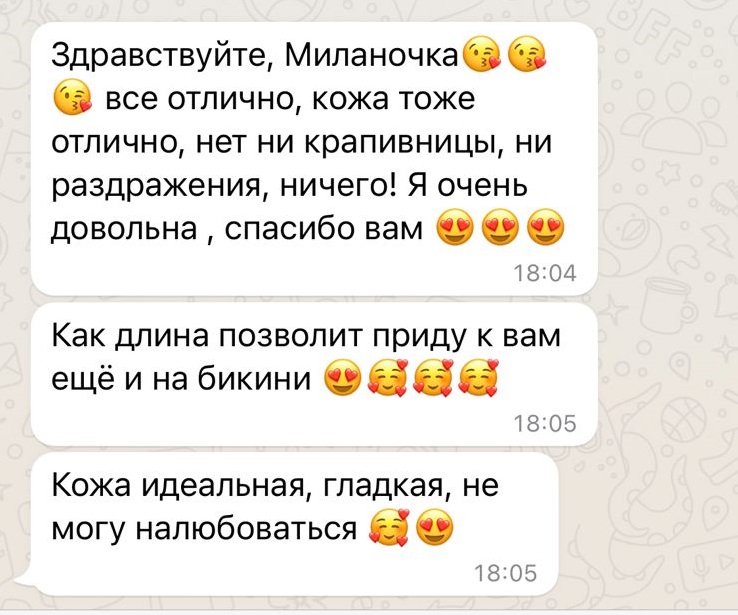 Здравствуйте, Миланочка😘😘
😘 все отлично, кожа тоже
отлично, нет ни крапивницы, ни
раздражения, ничего! Я очень
довольна , спасибо вам 😍😍😍
18:04
Как длина позволит приду к вам
ещё и на бикини 😍🥰🥰🥰
18:05
Кожа идеальная, гладкая, не
могу налюбоваться 🥰😍
18:05